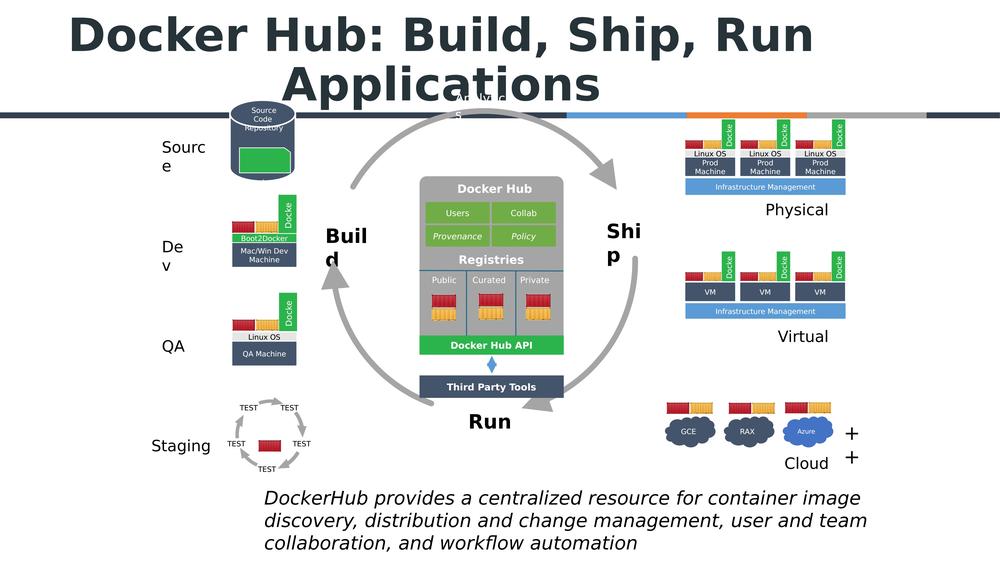 Docker Hub: Build, Ship, Run
Applications
Source
Code
Repository
Sourc
e
Docke
Boot2Docker
Mac/Win Dev
Machine
De
v
Docke
Linux OS
QA Machine
QA
TEST
TEST
TEST
TEST
TEST
Staging
Buil
d
Docker Hub
Users
Collab
Provenance
Policy
Registries
Public
Curated
Private
Docker Hub API
Third Party Tools
Run
Shi
p
Docke
Docke
Docke
Linux OS
Linux OS
Linux OS
Prod
Machine
Prod
Machine
Prod
Machine
Infrastructure Management
Physical
Docke
Docke
Docke
VM
VM
VM
Infrastructure Management
Virtual
GCE
RAX
Azure
+
+
Cloud
DockerHub provides a centralized resource for container image
discovery, distribution and change management, user and team
collaboration, and workflow automation